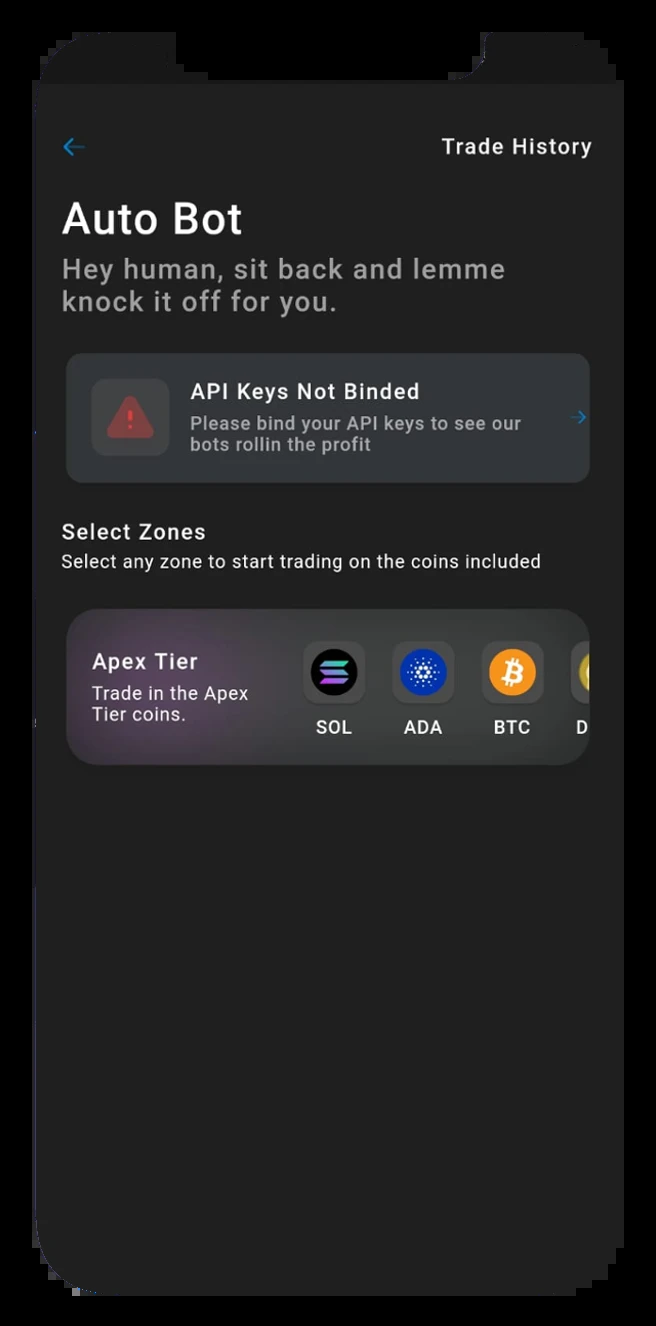 Trade History
Auto Bot
Hey human, sit back and lemme
knock it off for you.
API Keys Not Binded
Please bind your API keys to see our
bots rollin the profit
Select Zones
Select any zone to start trading on the coins included
Apex Tier
Trade in the Apex
Tier coins.
SOL ADA BTC D